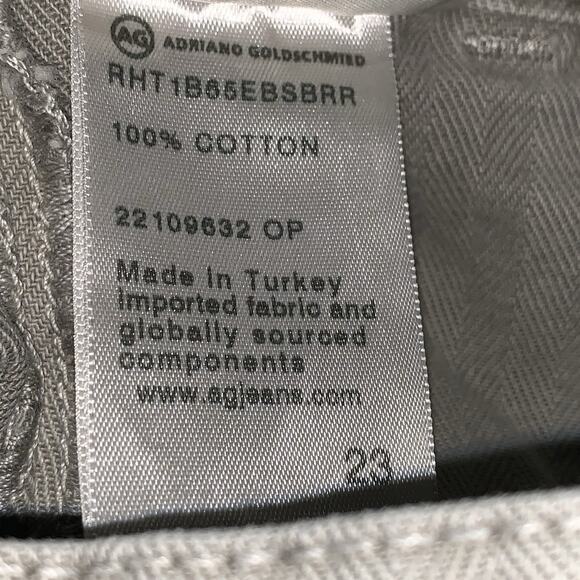 AG ADRIANO GOLDSCHMIED
RHT1B65EBSBRR
100% COTTON
22109632 OP
Made in Turkey
Imported fabric and
globally sourced
components
www.agjeans.com
23